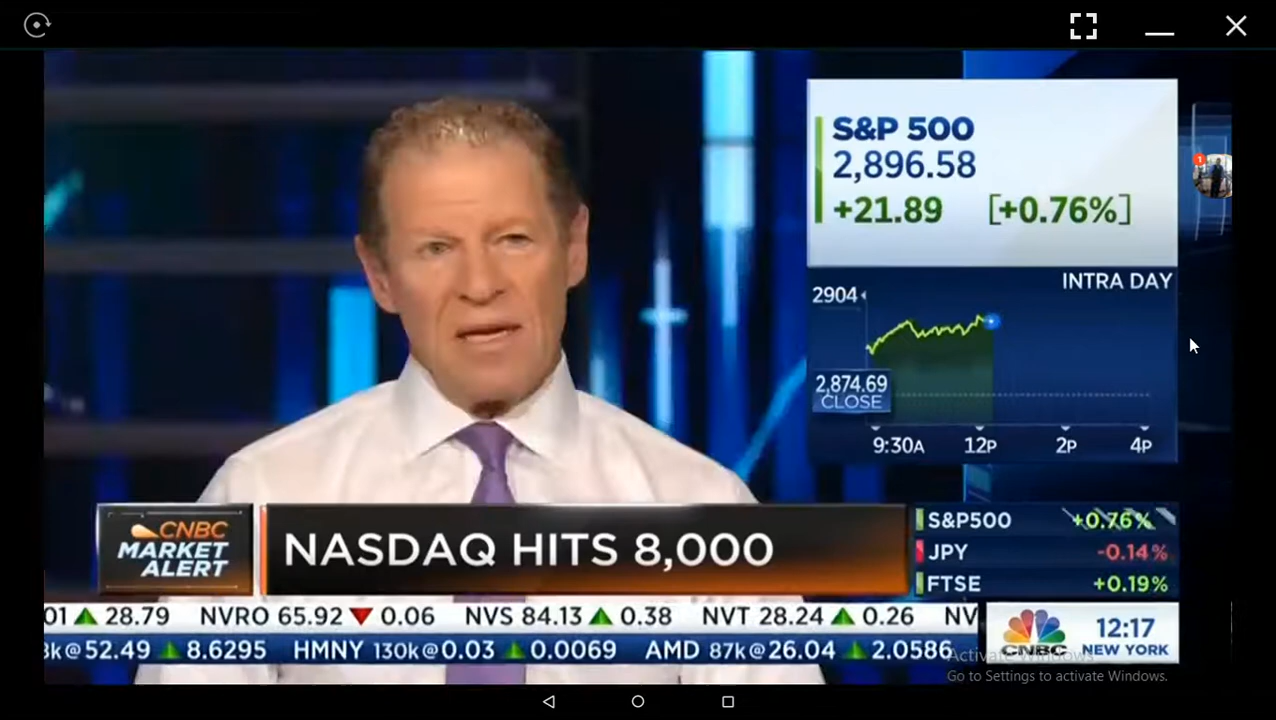 S&P 500
2,896.58
+21.89 [+0.76%]
INTRA DAY
2904
2,874.69
CLOSE
9:30A 12P 2P 4P
1
CNBC
MARKET
ALERT
NASDAQ HITS 8,000
S&P500 +0.76%
JPY -0.14%
FTSE +0.19%
01 ▲ 28.79 NVRO 65.92 ▼ 0.06 NVS 84.13 ▲ 0.38 NVT 28.24 ▲ 0.26 NV
k@52.49 ▲ 8.6295 HMNY 130k@0.03 ▲ 0.0069 AMD 87k@26.04 ▲ 2.0586
CNBC
12:17
NEW YORK
Activate Windows
Go to Settings to activate Windows.